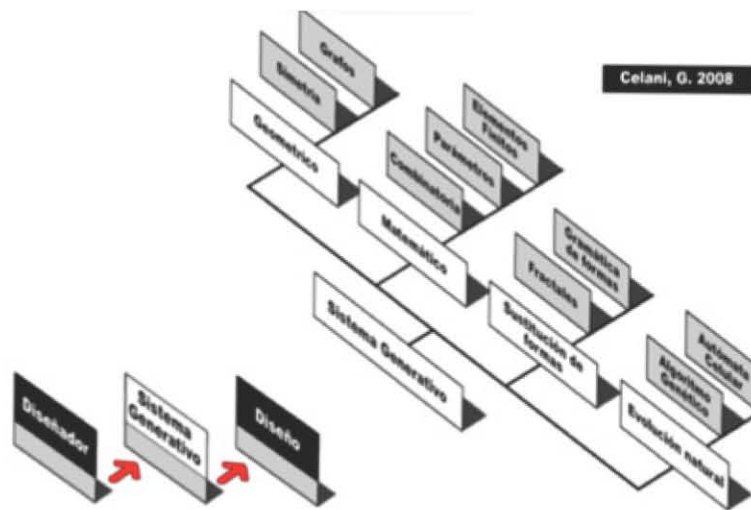 Grafos
Simetría
Geometrico
Celani, G. 2008
Elementos
Finitos
Parámetros
Combinatoria
Matemático
Gramática
de formas
Fractales
Sustitución de
formas
Sistema Generativo
Autómata
Celular
Algoritmo
Genético
Evolución natural
Diseñador
Sistema
Generativo
Diseño